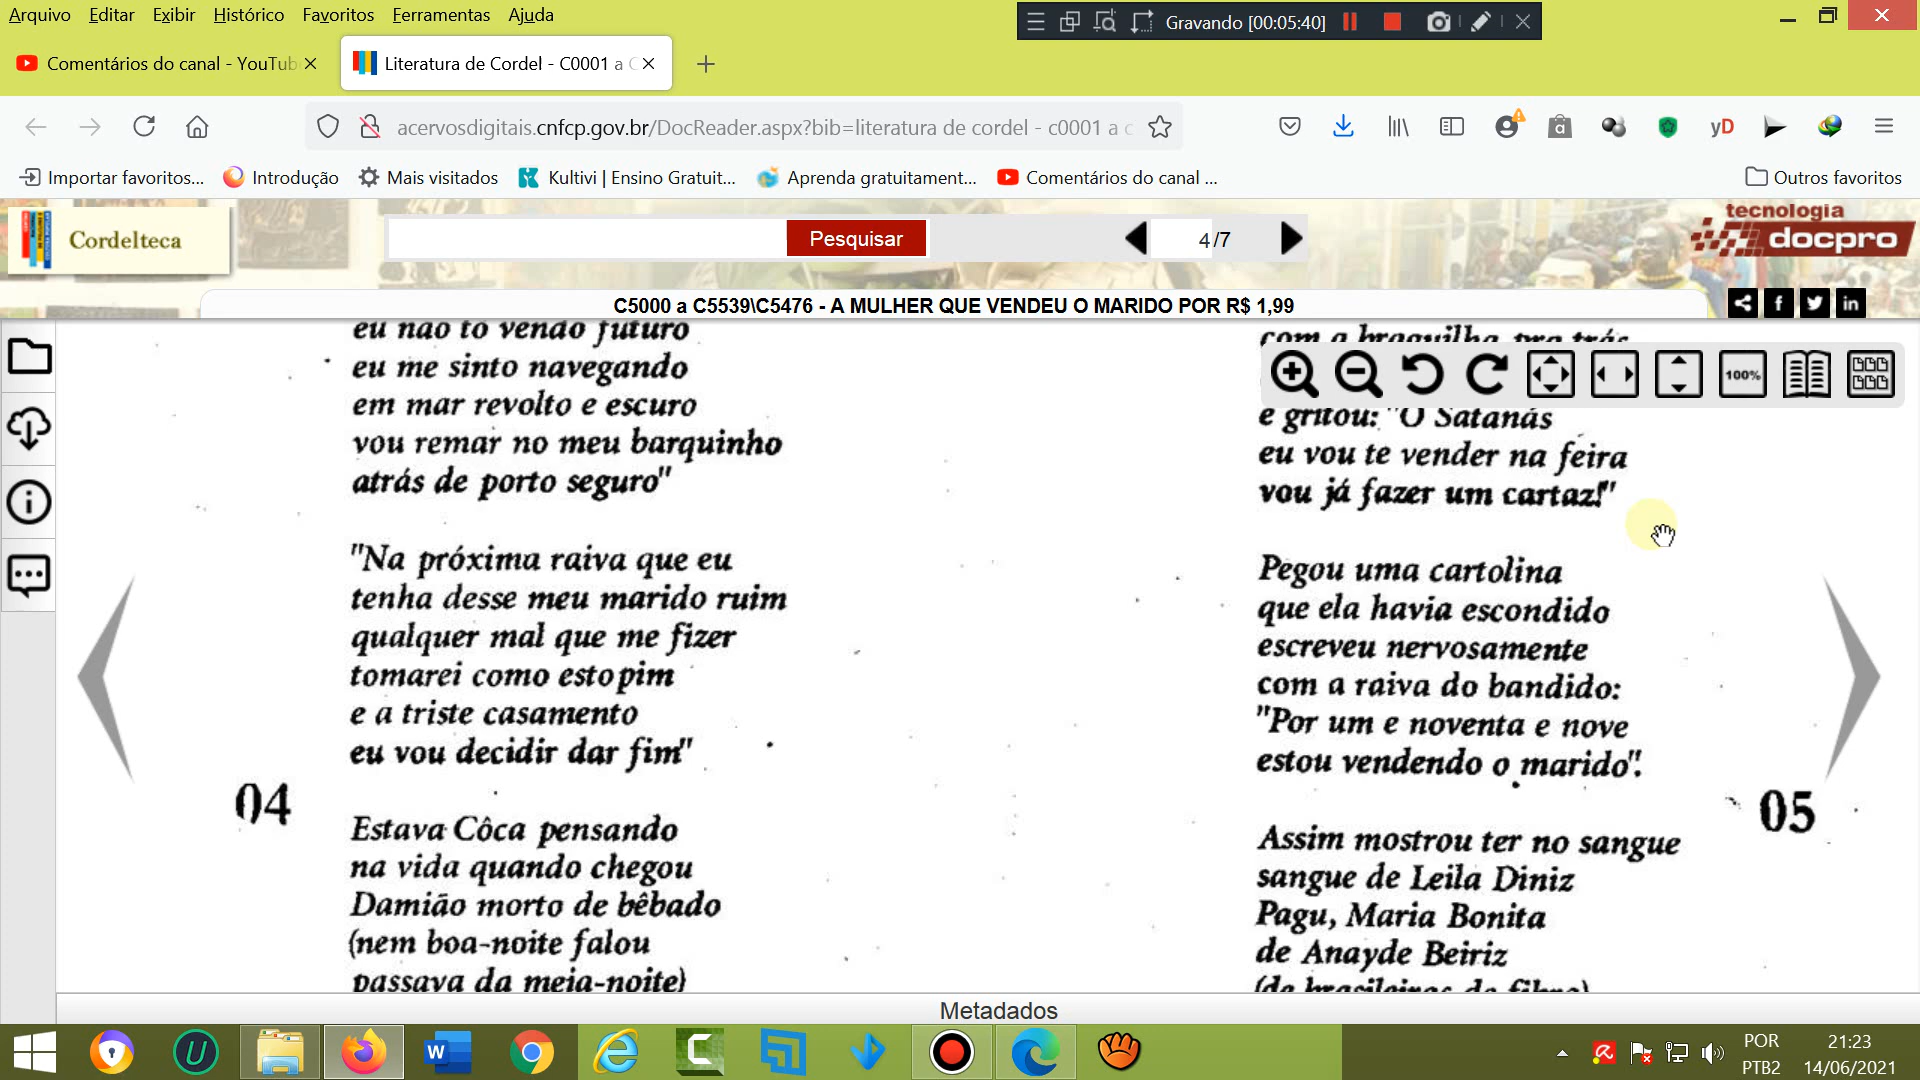 Arquivo Editar Exibir Histórico Favoritos Ferramentas Ajuda
Gravando [00:05:40]
Comentários do canal - YouTub
Literatura de Cordel - C0001 a C
acervosdigitais.cnfcp.gov.br/DocReader.aspx?bib=literatura de cordel - c0001 a c
Importar favoritos... Introdução Mais visitados Kultivi | Ensino Gratuit... Aprenda gratuitament... Comentários do canal ... Outros favoritos
Cordelteca
Pesquisar
4 /7
tecnologia
docpro
C5000 a C5539\C5476 - A MULHER QUE VENDEU O MARIDO POR R$ 1,99
eu não tô vendo futuro
eu me sinto navegando
em mar revolto e escuro
vou remar no meu barquinho
atrás de porto seguro"
"Na próxima raiva que eu
tenha desse meu marido ruim
qualquer mal que me fizer
tomarei como estopim
e a triste casamento
eu vou decidir dar fim"
04
Estava Côca pensando
na vida quando chegou
Damião morto de bêbado
(nem boa-noite falou
passava da meia-noite)
com a braguilha pra trás
100%
e gritou: "Ó Satanás
eu vou te vender na feira
vou já fazer um cartaz!"
Pegou uma cartolina
que ela havia escondido
escreveu nervosamente
com a raiva do bandido:
"Por um e noventa e nove
estou vendendo o marido".
05
Assim mostrou ter no sangue
sangue de Leila Diniz
Pagu, Maria Bonita
de Anayde Beiriz
(de brasileiras de fibra)
Metadados
POR
PTB2
21:23
14/06/2021